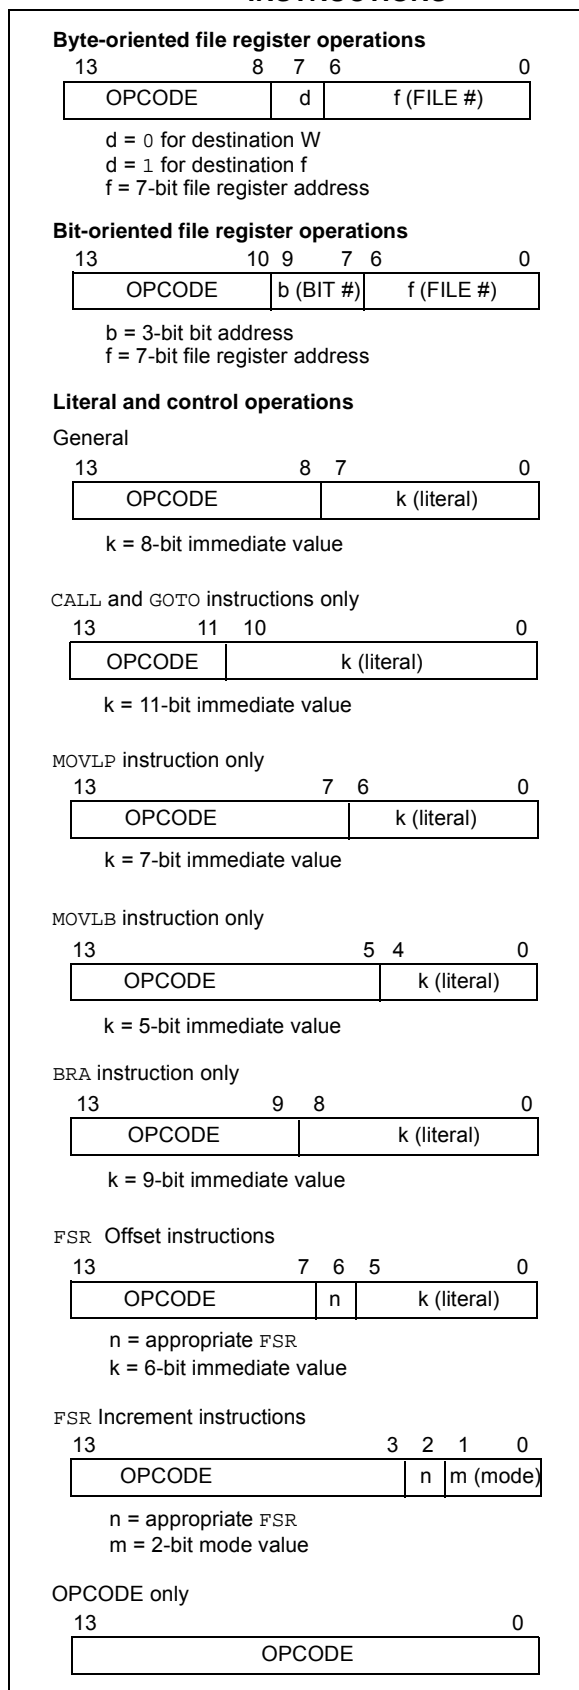 INSTRUCTIONS
Byte-oriented file register operations
13 8 7 6 0
OPCODE d f (FILE #)
d = 0 for destination W
d = 1 for destination f
f = 7-bit file register address
Bit-oriented file register operations
13 10 9 7 6 0
OPCODE b (BIT #) f (FILE #)
b = 3-bit bit address
f = 7-bit file register address
Literal and control operations
General
13 8 7 0
OPCODE k (literal)
k = 8-bit immediate value
CALL and GOTO instructions only
13 11 10 0
OPCODE k (literal)
k = 11-bit immediate value
MOVLP instruction only
13 7 6 0
OPCODE k (literal)
k = 7-bit immediate value
MOVLB instruction only
13 5 4 0
OPCODE k (literal)
k = 5-bit immediate value
BRA instruction only
13 9 8 0
OPCODE k (literal)
k = 9-bit immediate value
FSR Offset instructions
13 7 6 5 0
OPCODE n k (literal)
n = appropriate FSR
k = 6-bit immediate value
FSR Increment instructions
13 3 2 1 0
OPCODE n m (mode)
n = appropriate FSR
m = 2-bit mode value
OPCODE only
13 0
OPCODE